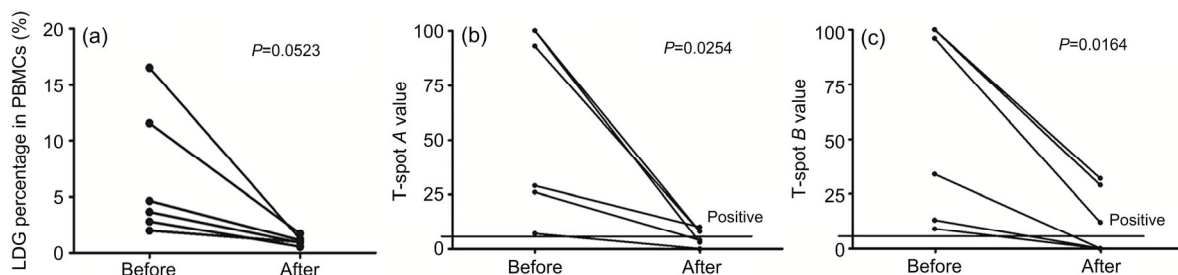 (a)
P=0.0523
LDG percentage in PBMCs (%)
20
15
10
5
0
Before
After
(b)
P=0.0254
T-spot A value
100
75
50
25
0
Positive
Before
After
(c)
P=0.0164
T-spot B value
100
75
50
25
0
Positive
Before
After